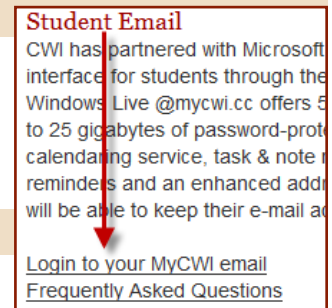 Student Email
CWI has partnered with Microsoft
interface for students through the
Windows Live @mycwi.cc offers 5
to 25 gigabytes of password-prote
calendaring service, task & note
reminders and an enhanced addr
will be able to keep their e-mail ad
Login to your MyCWI email
Frequently Asked Questions